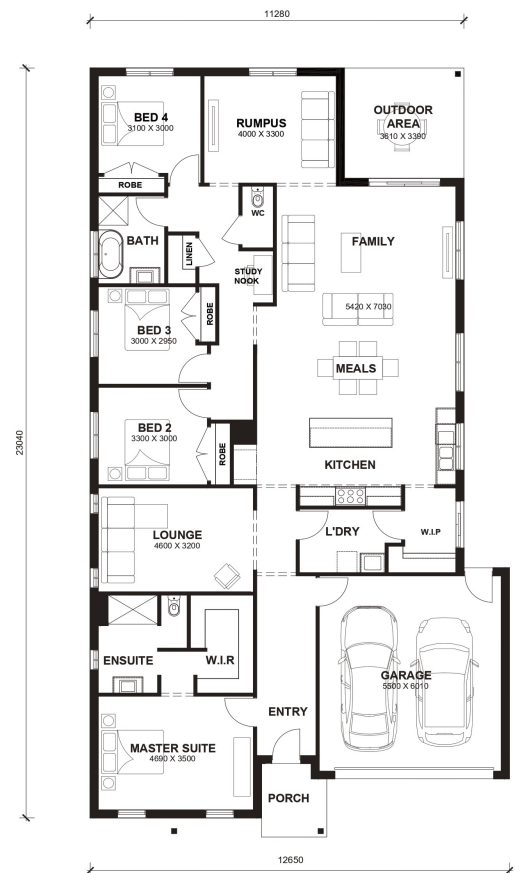 11280
BED 4
3100 X 3000
RUMPUS
4000 X 3300
OUTDOOR
AREA
3610 X 3390
ROBE
WC
BATH
LINEN
FAMILY
STUDY
NOOK
ROBE
5420 X 7030
BED 3
3000 X 2950
MEALS
BED 2
3300 X 3000
23040
ROBE
KITCHEN
LOUNGE
4600 X 3200
L'DRY
W.I.P
ENSUITE
W.I.R
GARAGE
5500 X 6010
ENTRY
MASTER SUITE
4690 X 3500
PORCH
12650